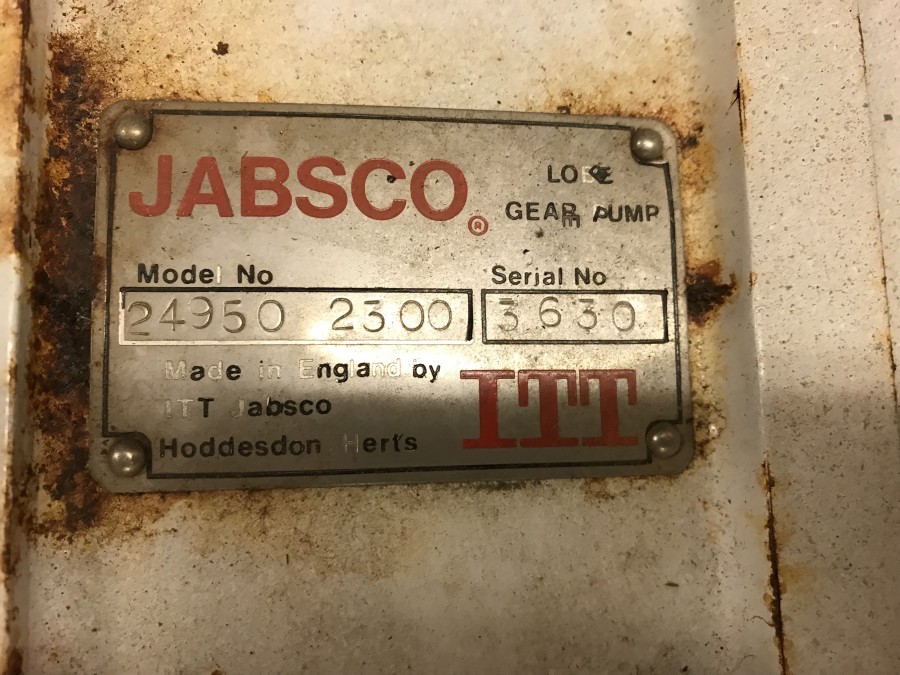 JABSCO ®
LOBE
GEAR PUMP
Model No
24950 2300
Serial No
3630
Made in England by
ITT Jabsco
Hoddesdon Herts
ITT